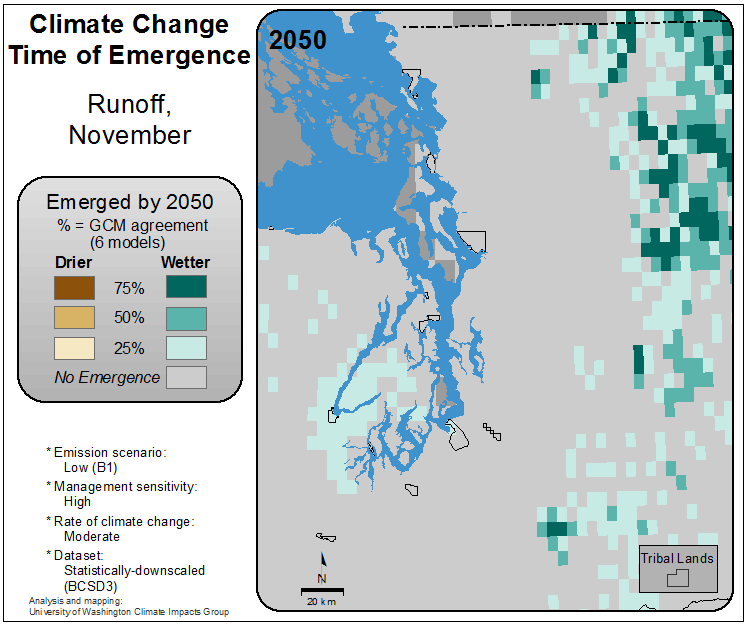 Climate Change
Time of Emergence
Runoff,
November
Emerged by 2050
% = GCM agreement
(6 models)
Drier Wetter
75%
50%
25%
No Emergence
* Emission scenario:
Low (B1)
* Management sensitivity:
High
* Rate of climate change:
Moderate
* Dataset:
Statistically-downscaled
(BCSD3)
Analysis and mapping:
University of Washington Climate Impacts Group
2050
N
20 km
Tribal Lands